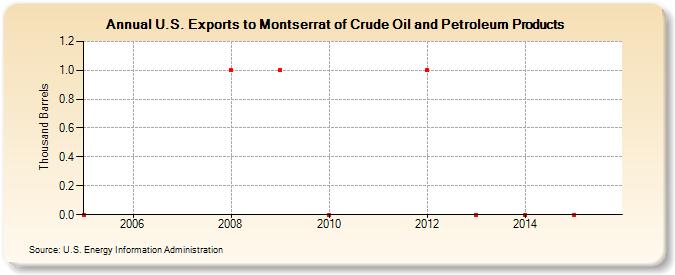 Annual U.S. Exports to Montserrat of Crude Oil and Petroleum Products
Thousand Barrels
1.2
1.0
0.8
0.6
0.4
0.2
0.0
2006 2008 2010 2012 2014
Source: U.S. Energy Information Administration